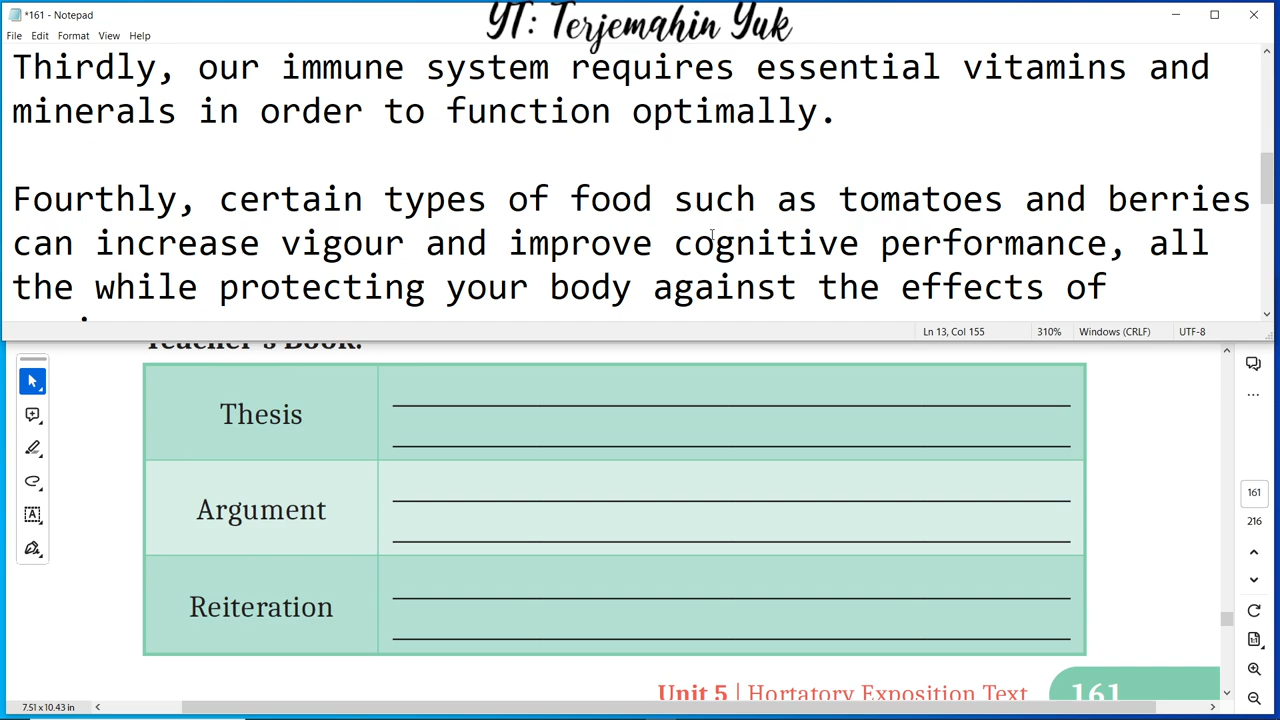 *161 - Notepad
YT: Terjemahin Yuk
File Edit Format View Help
Thirdly, our immune system requires essential vitamins and
minerals in order to function optimally.
Fourthly, certain types of food such as tomatoes and berries
can increase vigour and improve cognitive performance, all
the while protecting your body against the effects of
Ln 13, Col 155 310% Windows (CRLF) UTF-8
Teacher's Book.
Thesis
Argument
Reiteration
161
216
Unit 5 | Hortatory Exposition Text 161
7.51 x 10.43 in